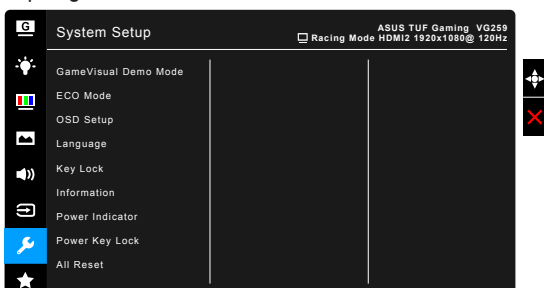 G
System Setup
ASUS TUF Gaming VG259
Racing Mode HDMI2 1920x1080@ 120Hz
GameVisual Demo Mode
ECO Mode
OSD Setup
Language
Key Lock
Information
Power Indicator
Power Key Lock
All Reset